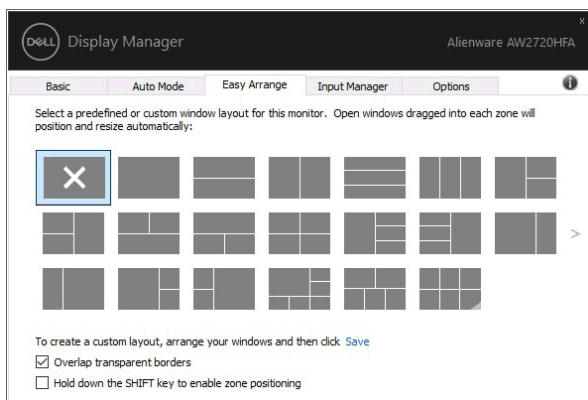 DELL Display Manager
Alienware AW2720HFA
Basic
Auto Mode
Easy Arrange
Input Manager
Options
Select a predefined or custom window layout for this monitor. Open windows dragged into each zone will
position and resize automatically:
To create a custom layout, arrange your windows and then click Save
Overlap transparent borders
Hold down the SHIFT key to enable zone positioning